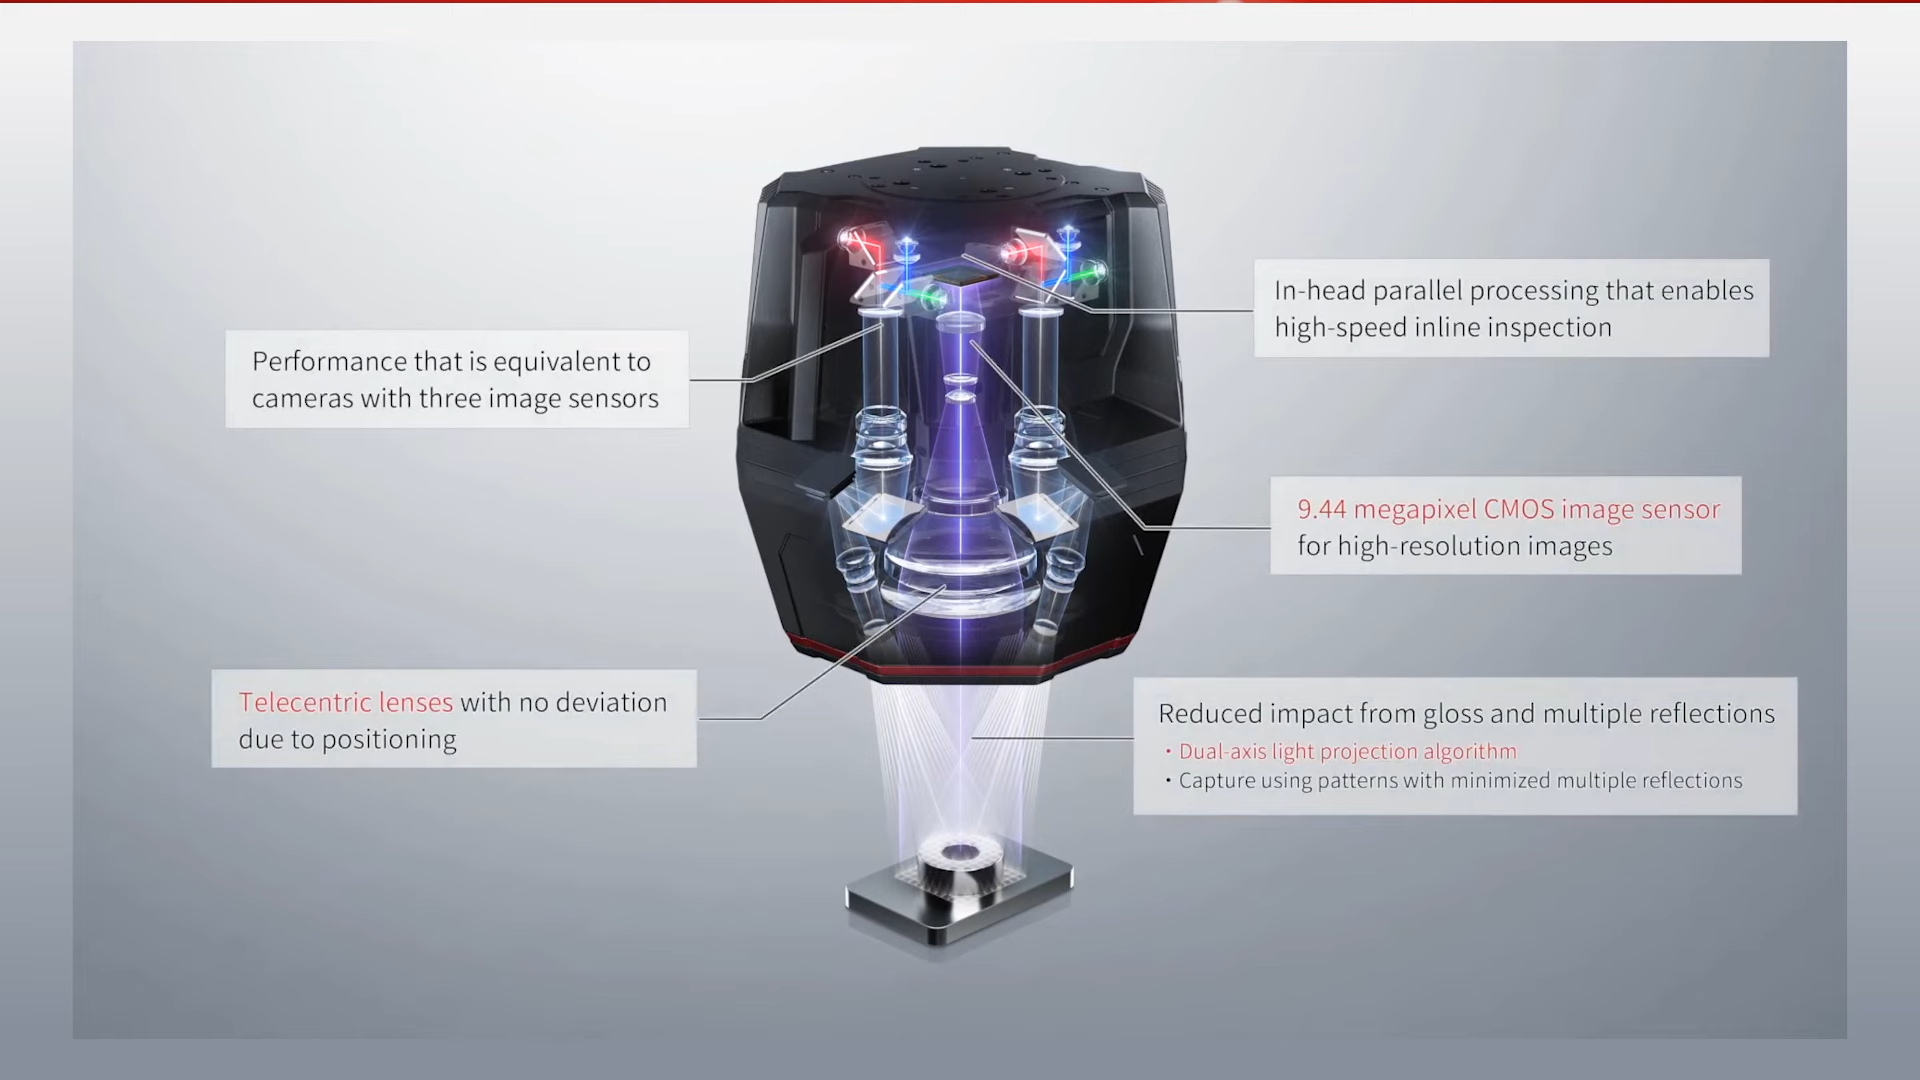 In-head parallel processing that enables
high-speed inline inspection
Performance that is equivalent to
cameras with three image sensors
9.44 megapixel CMOS image sensor
for high-resolution images
Telecentric lenses with no deviation
due to positioning
Reduced impact from gloss and multiple reflections
・Dual-axis light projection algorithm
・Capture using patterns with minimized multiple reflections